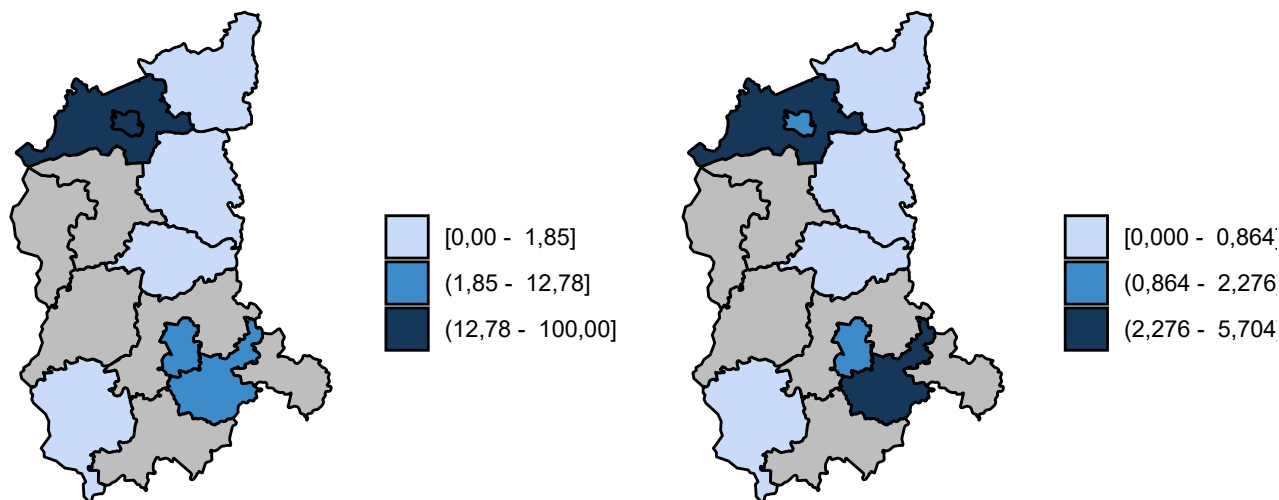 [0,00 - 1,85]
(1,85 - 12,78]
(12,78 - 100,00]
[0,000 - 0,864]
(0,864 - 2,276]
(2,276 - 5,704]